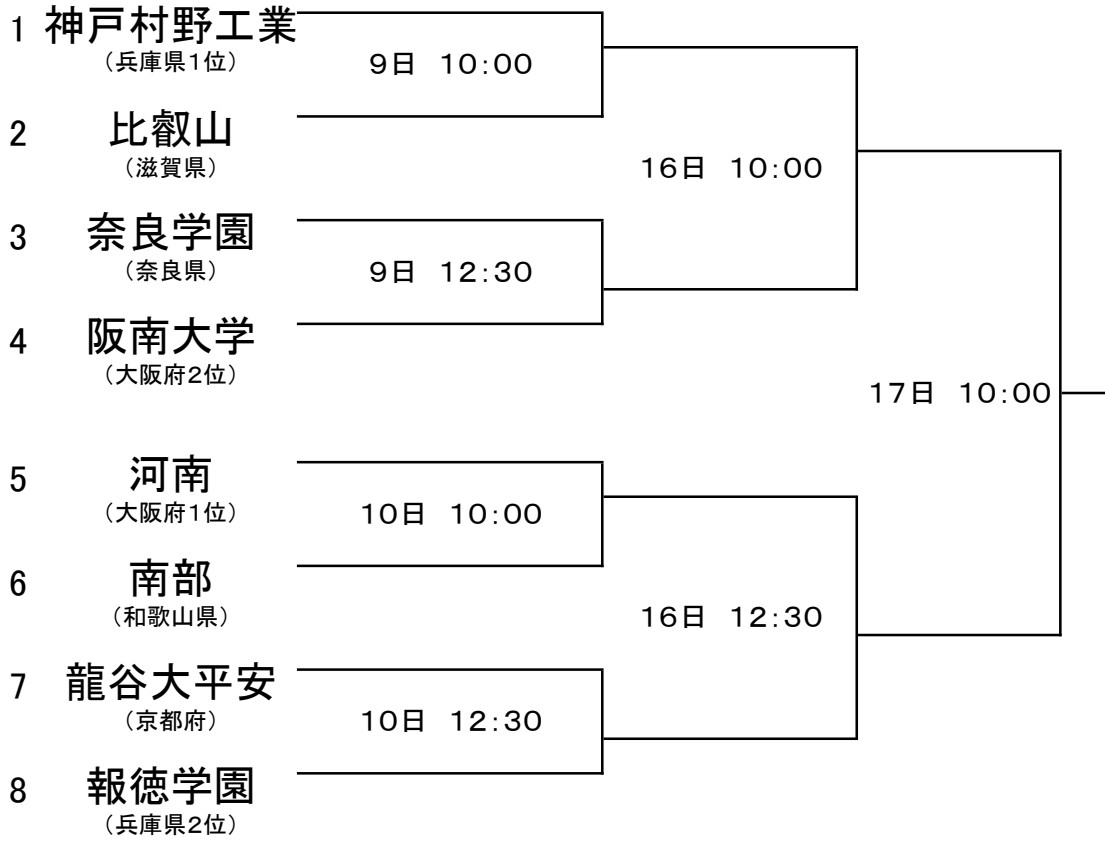 1 神戸村野工業
（兵庫県1位）
9日 10:00
2 比叡山
（滋賀県）
16日 10:00
3 奈良学園
（奈良県）
9日 12:30
4 阪南大学
（大阪府2位）
17日 10:00
5 河南
（大阪府1位）
10日 10:00
6 南部
（和歌山県）
16日 12:30
7 龍谷大平安
（京都府）
10日 12:30
8 報徳学園
（兵庫県2位）